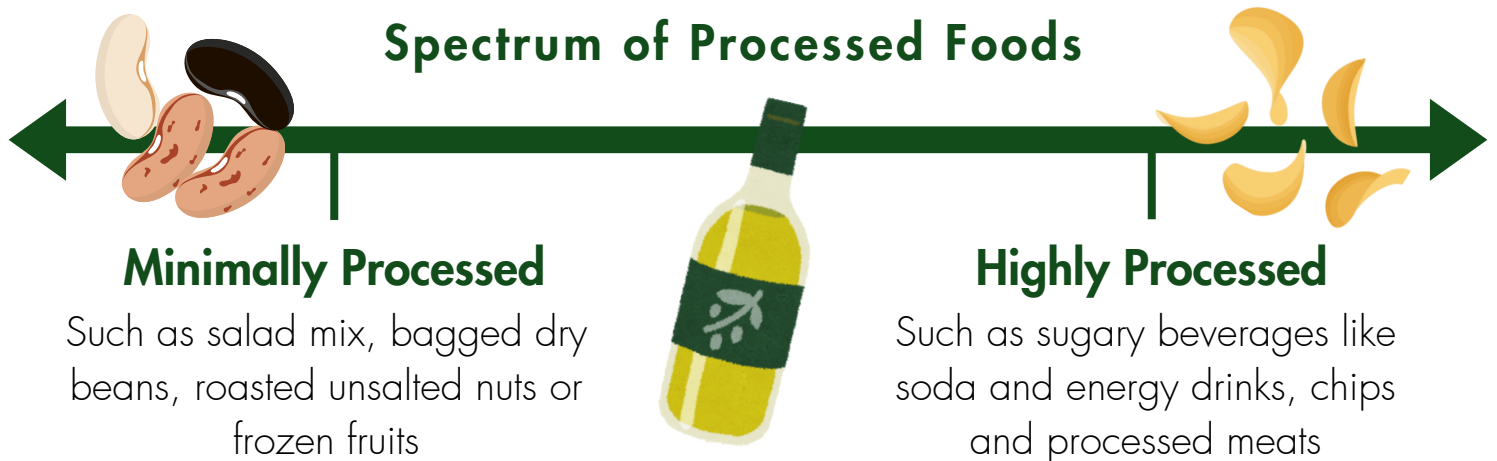 Spectrum of Processed Foods
Minimally Processed
Such as salad mix, bagged dry
beans, roasted unsalted nuts or
frozen fruits
Highly Processed
Such as sugary beverages like
soda and energy drinks, chips
and processed meats